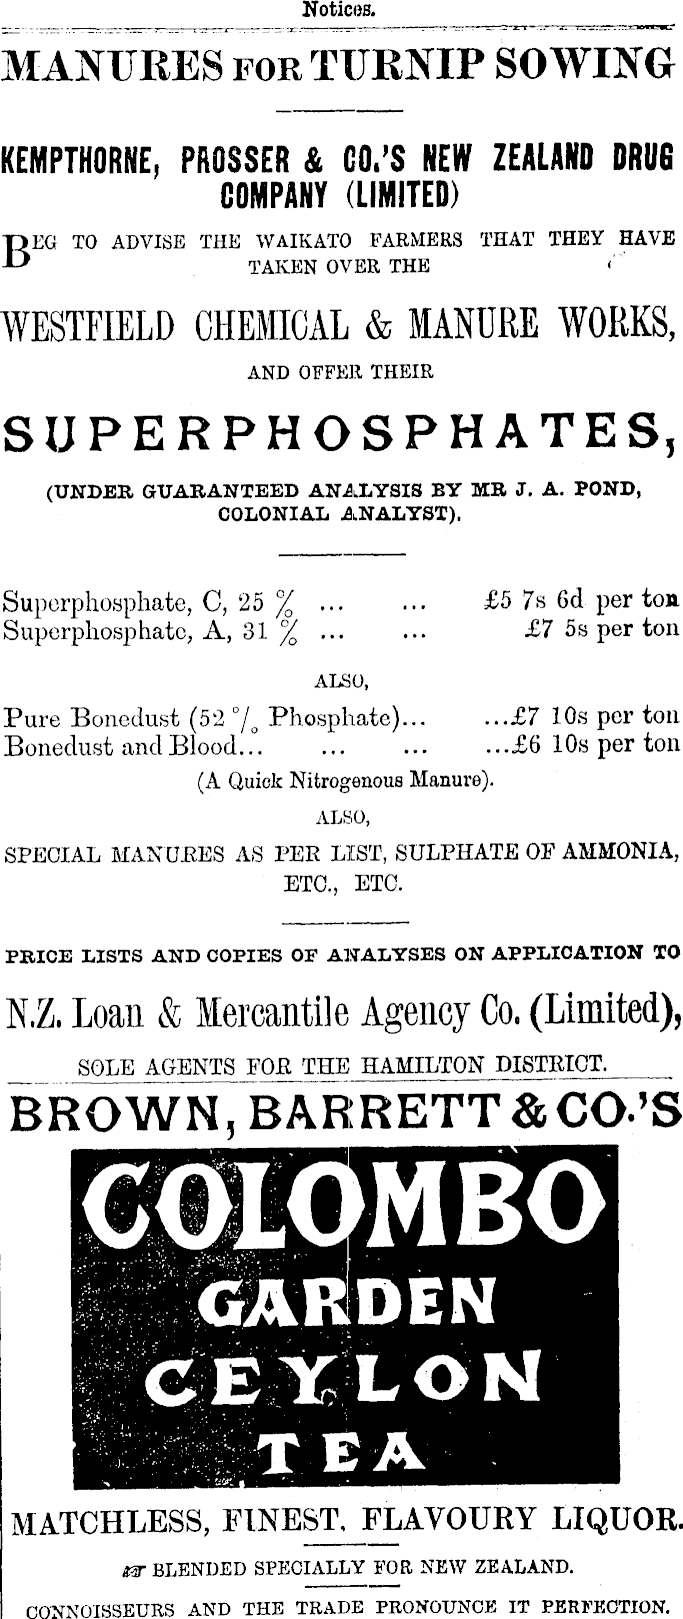 Notices.
MANURES FOR TURNIP SOWING
KEMPTHORNE, PROSSER & CO.'S NEW ZEALAND DRUG
COMPANY (LIMITED)
BEG TO ADVISE THE WAIKATO FARMERS THAT THEY HAVE
TAKEN OVER THE
WESTFIELD CHEMICAL & MANURE WORKS,
AND OFFER THEIR
SUPERPHOSPHATES,
(UNDER GUARANTEED ANALYSIS BY MR J. A. POND,
COLONIAL ANALYST).
Superphosphate, C, 25 % ... ... £5 7s 6d per ton
Superphosphate, A, 31 % ... ... £7 5s per ton
ALSO,
Pure Bonedust (52 % Phosphate)... ...£7 10s per ton
Bonedust and Blood... ... ... ...£6 10s per ton
(A Quick Nitrogenous Manure).
ALSO,
SPECIAL MANURES AS PER LIST, SULPHATE OF AMMONIA,
ETC., ETC.
PRICE LISTS AND COPIES OF ANALYSES ON APPLICATION TO
N.Z. Loan & Mercantile Agency Co. (Limited),
SOLE AGENTS FOR THE HAMILTON DISTRICT.
BROWN, BARRETT & CO.'S
COLOMBO
GARDEN
CEYLON
TEA
MATCHLESS, FINEST, FLAVOURY LIQUOR.
☞ BLENDED SPECIALLY FOR NEW ZEALAND.
CONNOISSEURS AND THE TRADE PRONOUNCE IT PERFECTION.